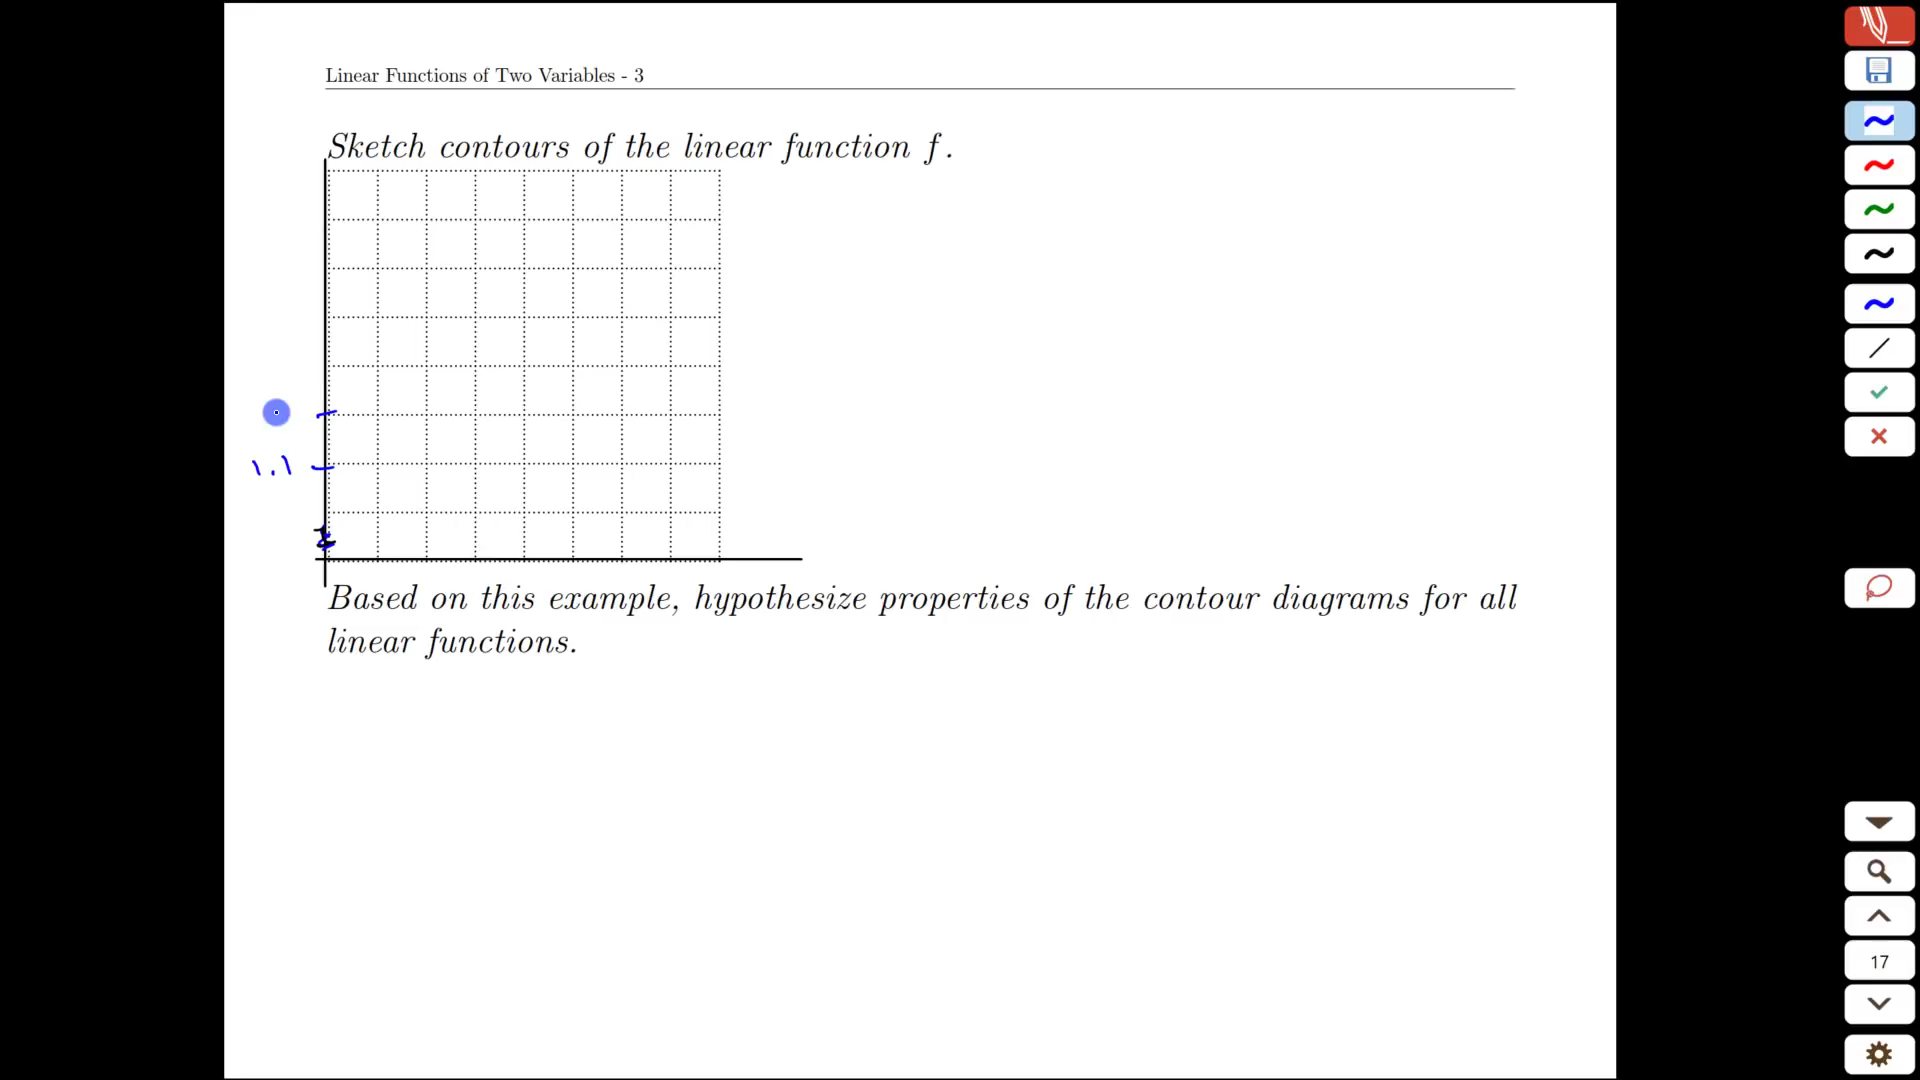 Linear Functions of Two Variables - 3
Sketch contours of the linear function f.
1.1
Based on this example, hypothesize properties of the contour diagrams for all
linear functions.
17